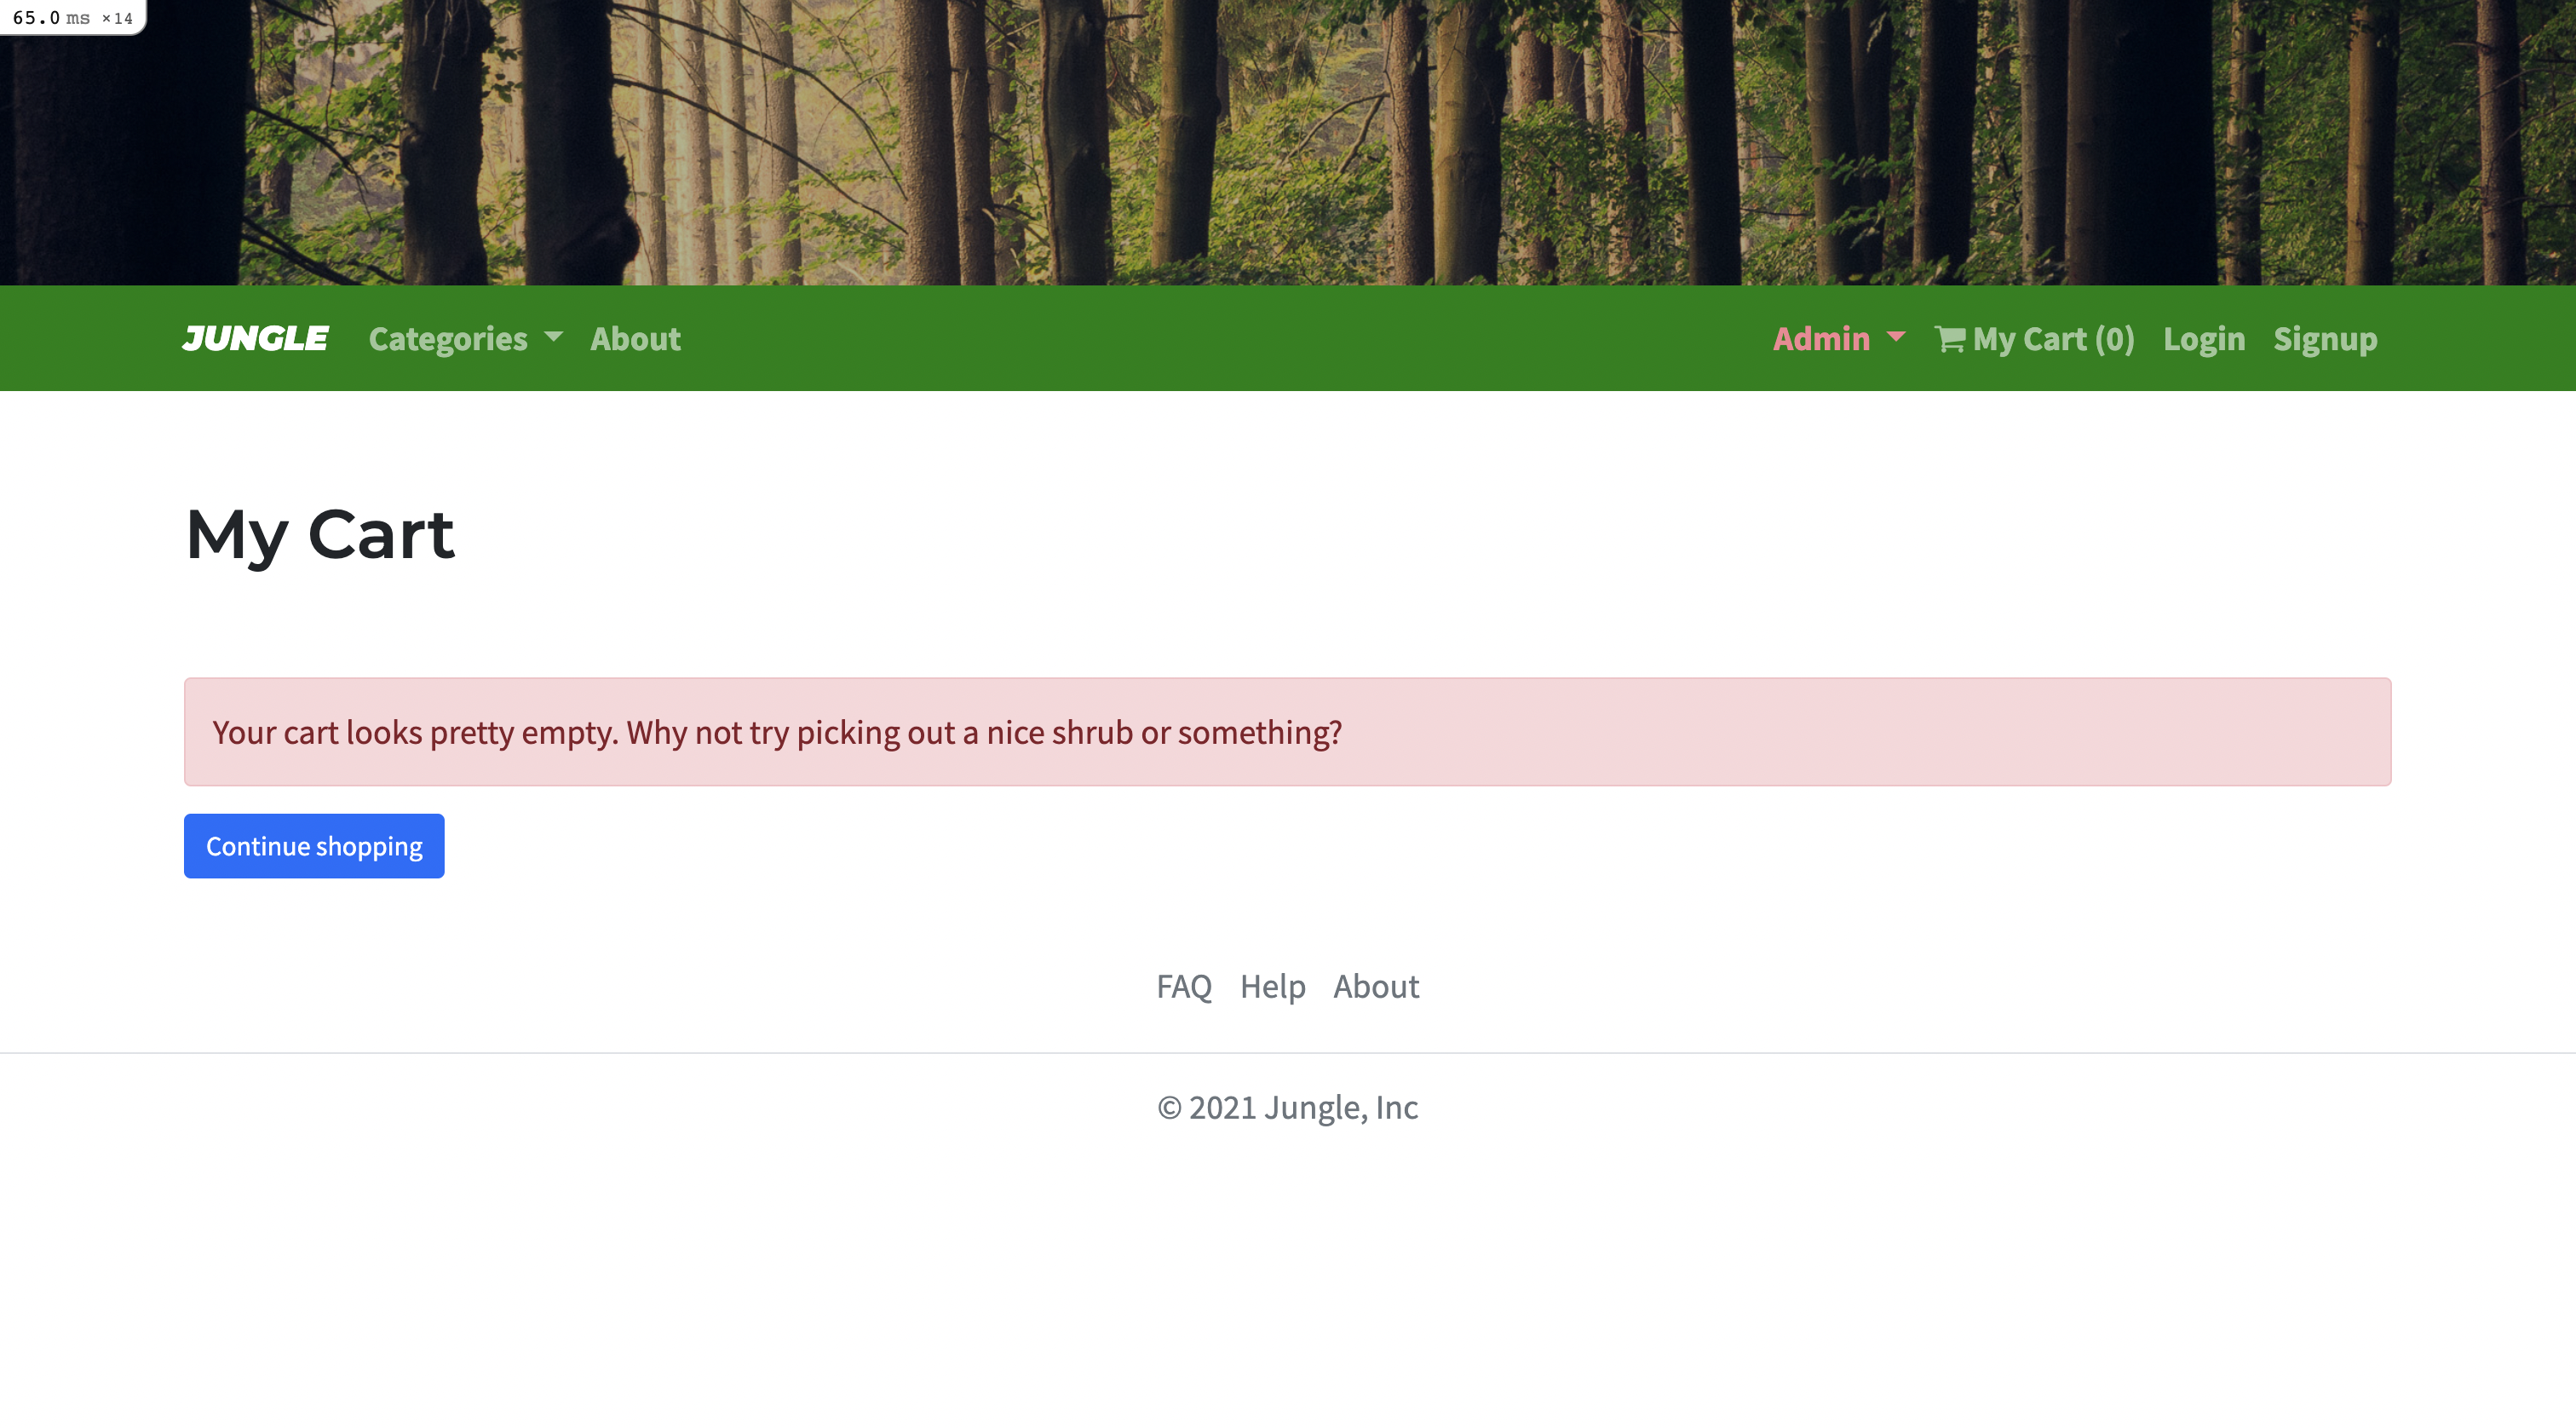 65.0 ms ×14
JUNGLE Categories About Admin My Cart (0) Login Signup
My Cart
Your cart looks pretty empty. Why not try picking out a nice shrub or something?
Continue shopping
FAQ Help About
© 2021 Jungle, Inc